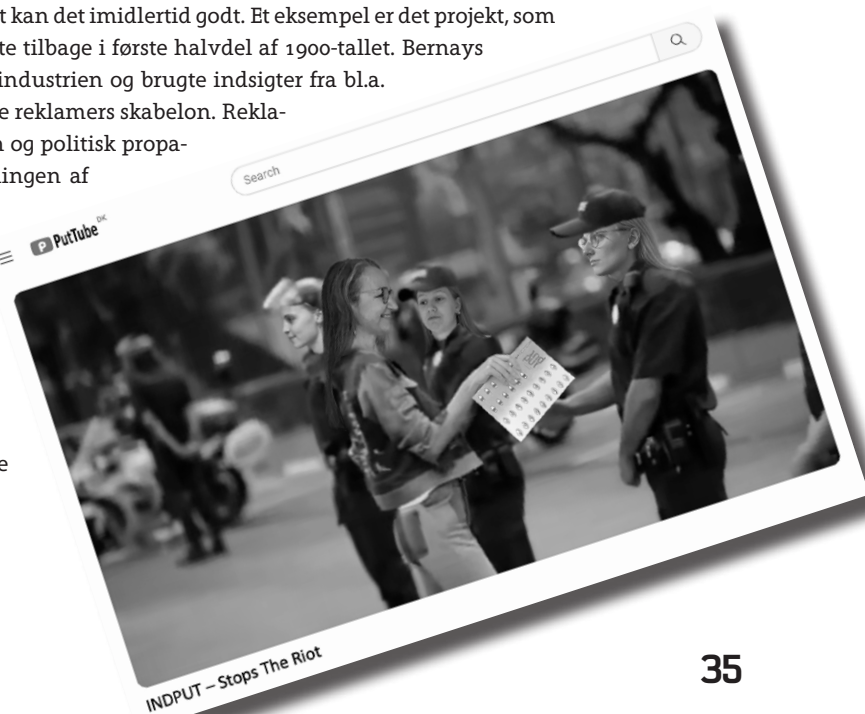 t kan det imidlertid godt. Et eksempel er det projekt, som
te tilbage i første halvdel af 1900-tallet. Bernays
industrien og brugte indsigter fra bl.a.
e reklamers skabelon. Rekla-
n og politisk propa-
ningen af
Search
PutTube DK
e
INDPUT – Stops The Riot
35